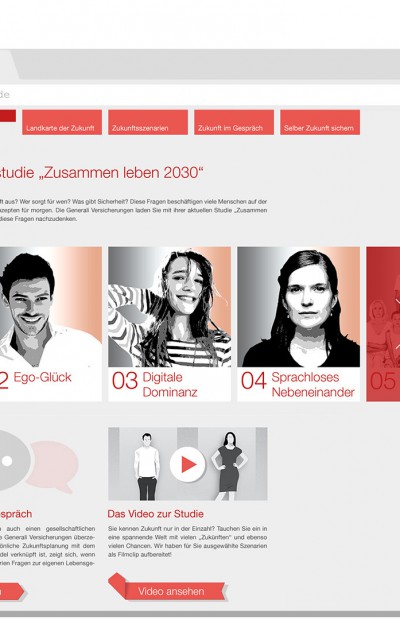 de
Landkarte der Zukunft
Zukunftsszenarien
Zukunft im Gespräch
Selber Zukunft sichern
tudie „Zusammen leben 2030“
ft aus? Wer sorgt für wen? Was gibt Sicherheit? Diese Fragen beschäftigen viele Menschen auf der
zepten für morgen. Die Generali Versicherungen laden Sie mit ihrer aktuellen Studie „Zusammen
diese Fragen nachzudenken.
2 Ego-Glück
03 Digitale
Dominanz
04 Sprachloses
Nebeneinander
05
spräch
n auch einen gesellschaftlichen
e Generali Versicherungen überze-
önliche Zukunftsplanung mit dem
del verknüpft ist, zeigt sich, wenn
rien Fragen zur eigenen Lebensge-
Das Video zur Studie
Sie kennen Zukunft nur in der Einzahl? Tauchen Sie ein in
eine spannende Welt mit vielen „Zukünften“ und ebenso
vielen Chancen. Wir haben für Sie ausgewählte Szenarien
als Filmclip aufbereitet!
Video ansehen